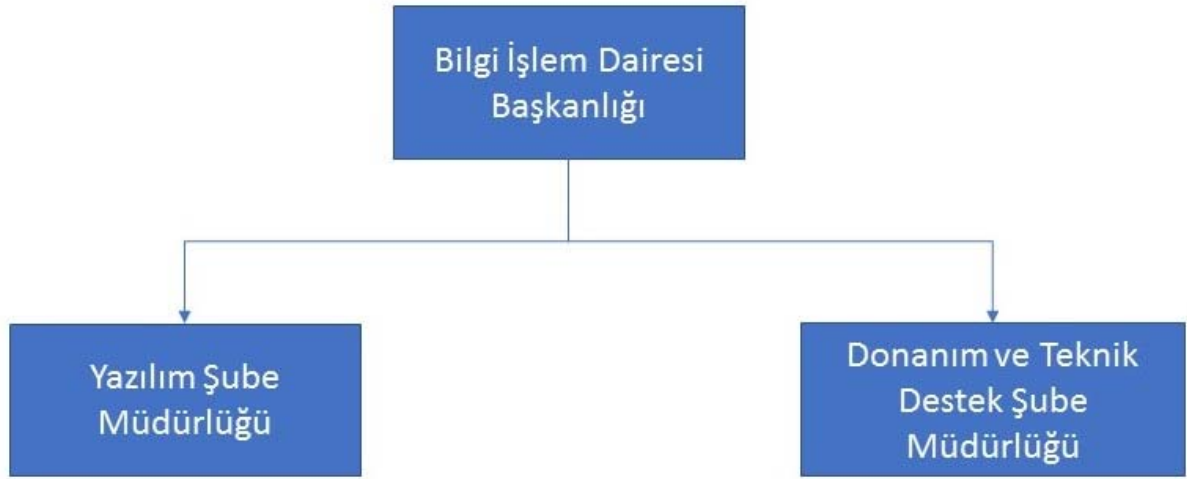 Bilgi İşlem Dairesi
Başkanlığı
Yazılım Şube
Müdürlüğü
Donanım ve Teknik
Destek Şube
Müdürlüğü